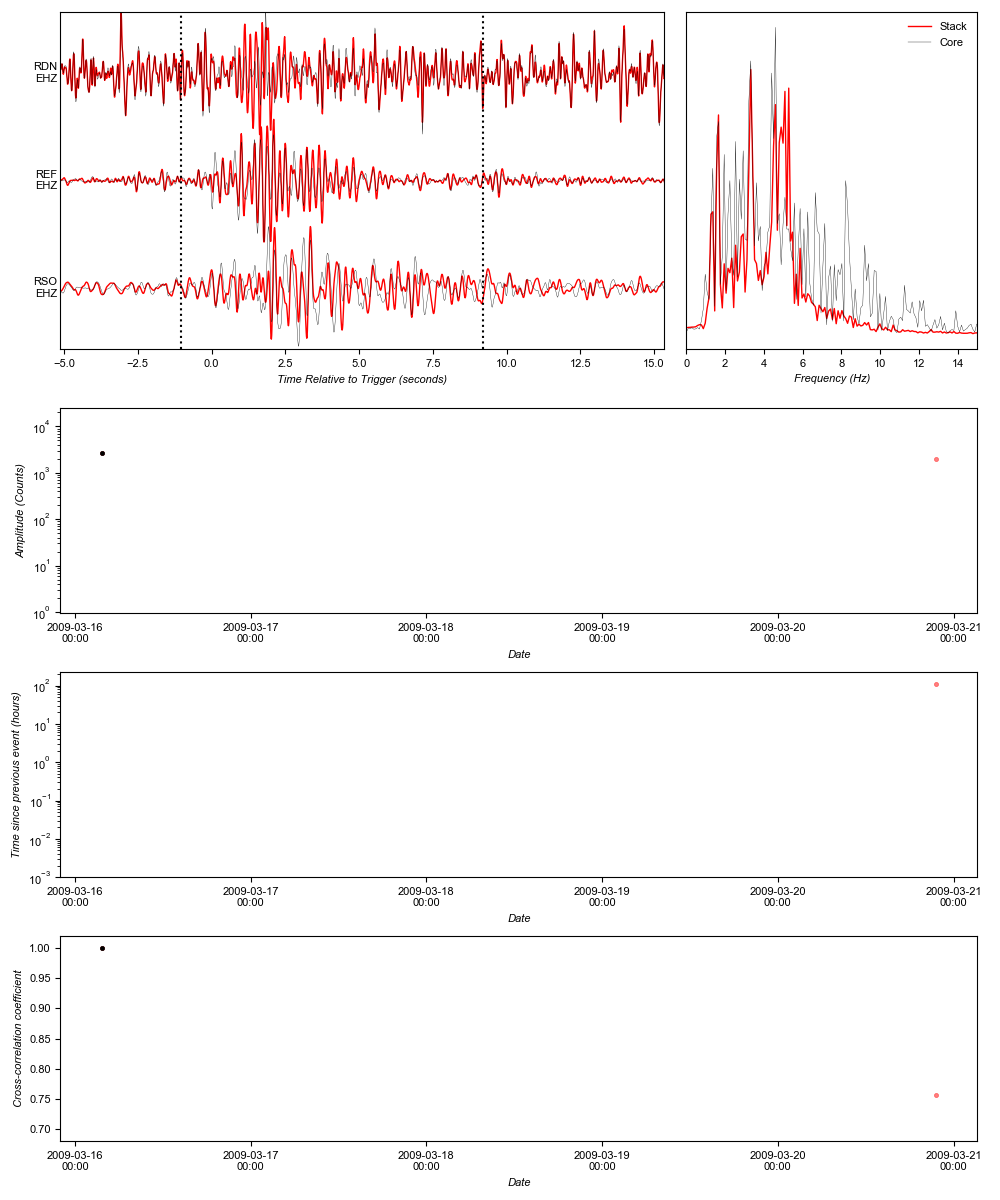 RDN
EHZ
REF
EHZ
RSO
EHZ
−5.0 −2.5 0.0 2.5 5.0 7.5 10.0 12.5 15.0
Time Relative to Trigger (seconds)
Stack
Core
0 2 4 6 8 10 12 14
Frequency (Hz)
Amplitude (Counts)
10⁴
10³
10²
10¹
10⁰
2009-03-16 2009-03-17 2009-03-18 2009-03-19 2009-03-20 2009-03-21
00:00 00:00 00:00 00:00 00:00 00:00
Date
Time since previous event (hours)
10²
10¹
10⁰
10⁻¹
10⁻²
10⁻³
2009-03-16 2009-03-17 2009-03-18 2009-03-19 2009-03-20 2009-03-21
00:00 00:00 00:00 00:00 00:00 00:00
Date
Cross-correlation coefficient
1.00
0.95
0.90
0.85
0.80
0.75
0.70
2009-03-16 2009-03-17 2009-03-18 2009-03-19 2009-03-20 2009-03-21
00:00 00:00 00:00 00:00 00:00 00:00
Date